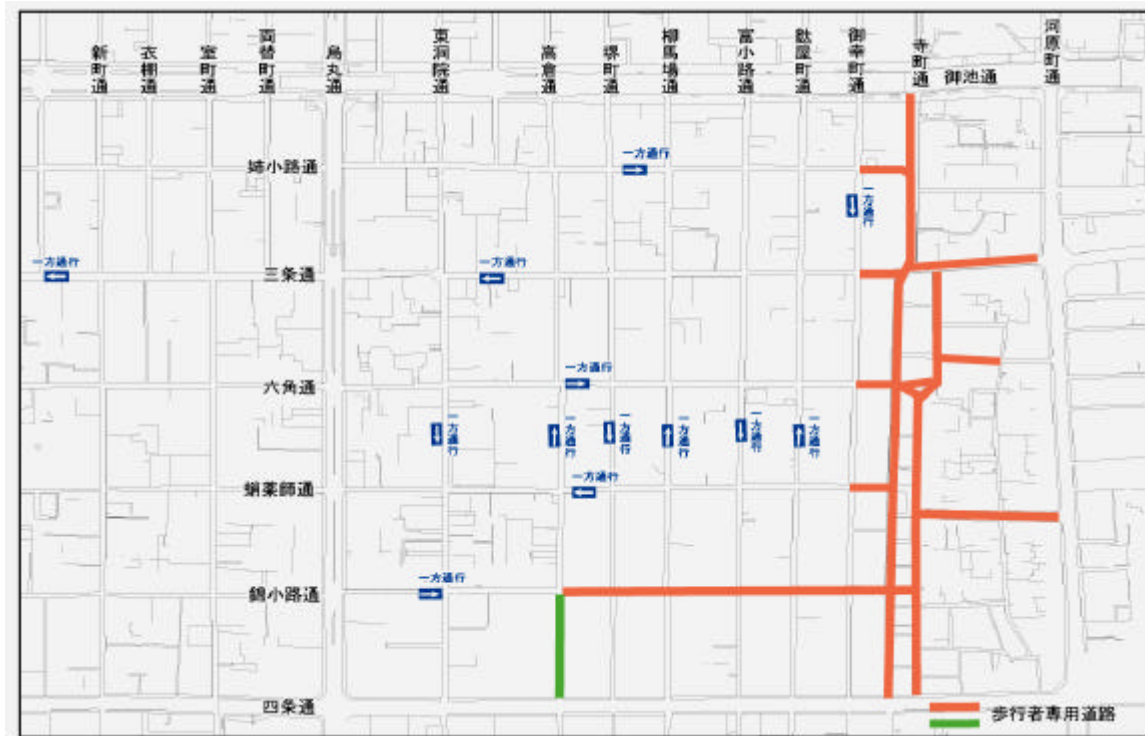 新町通
衣棚通
室町通
両替町通
烏丸通
東洞院通
高倉通
堺町通
柳馬場通
富小路通
麩屋町通
御幸町通
寺町通
御池通
河原町通
姉小路通
一方通行
一方通行
一方通行
三条通
一方通行
一方通行
六角通
一方通行
一方通行
一方通行
一方通行
一方通行
一方通行
一方通行
蛸薬師通
一方通行
錦小路通
四条通
歩行者専用道路